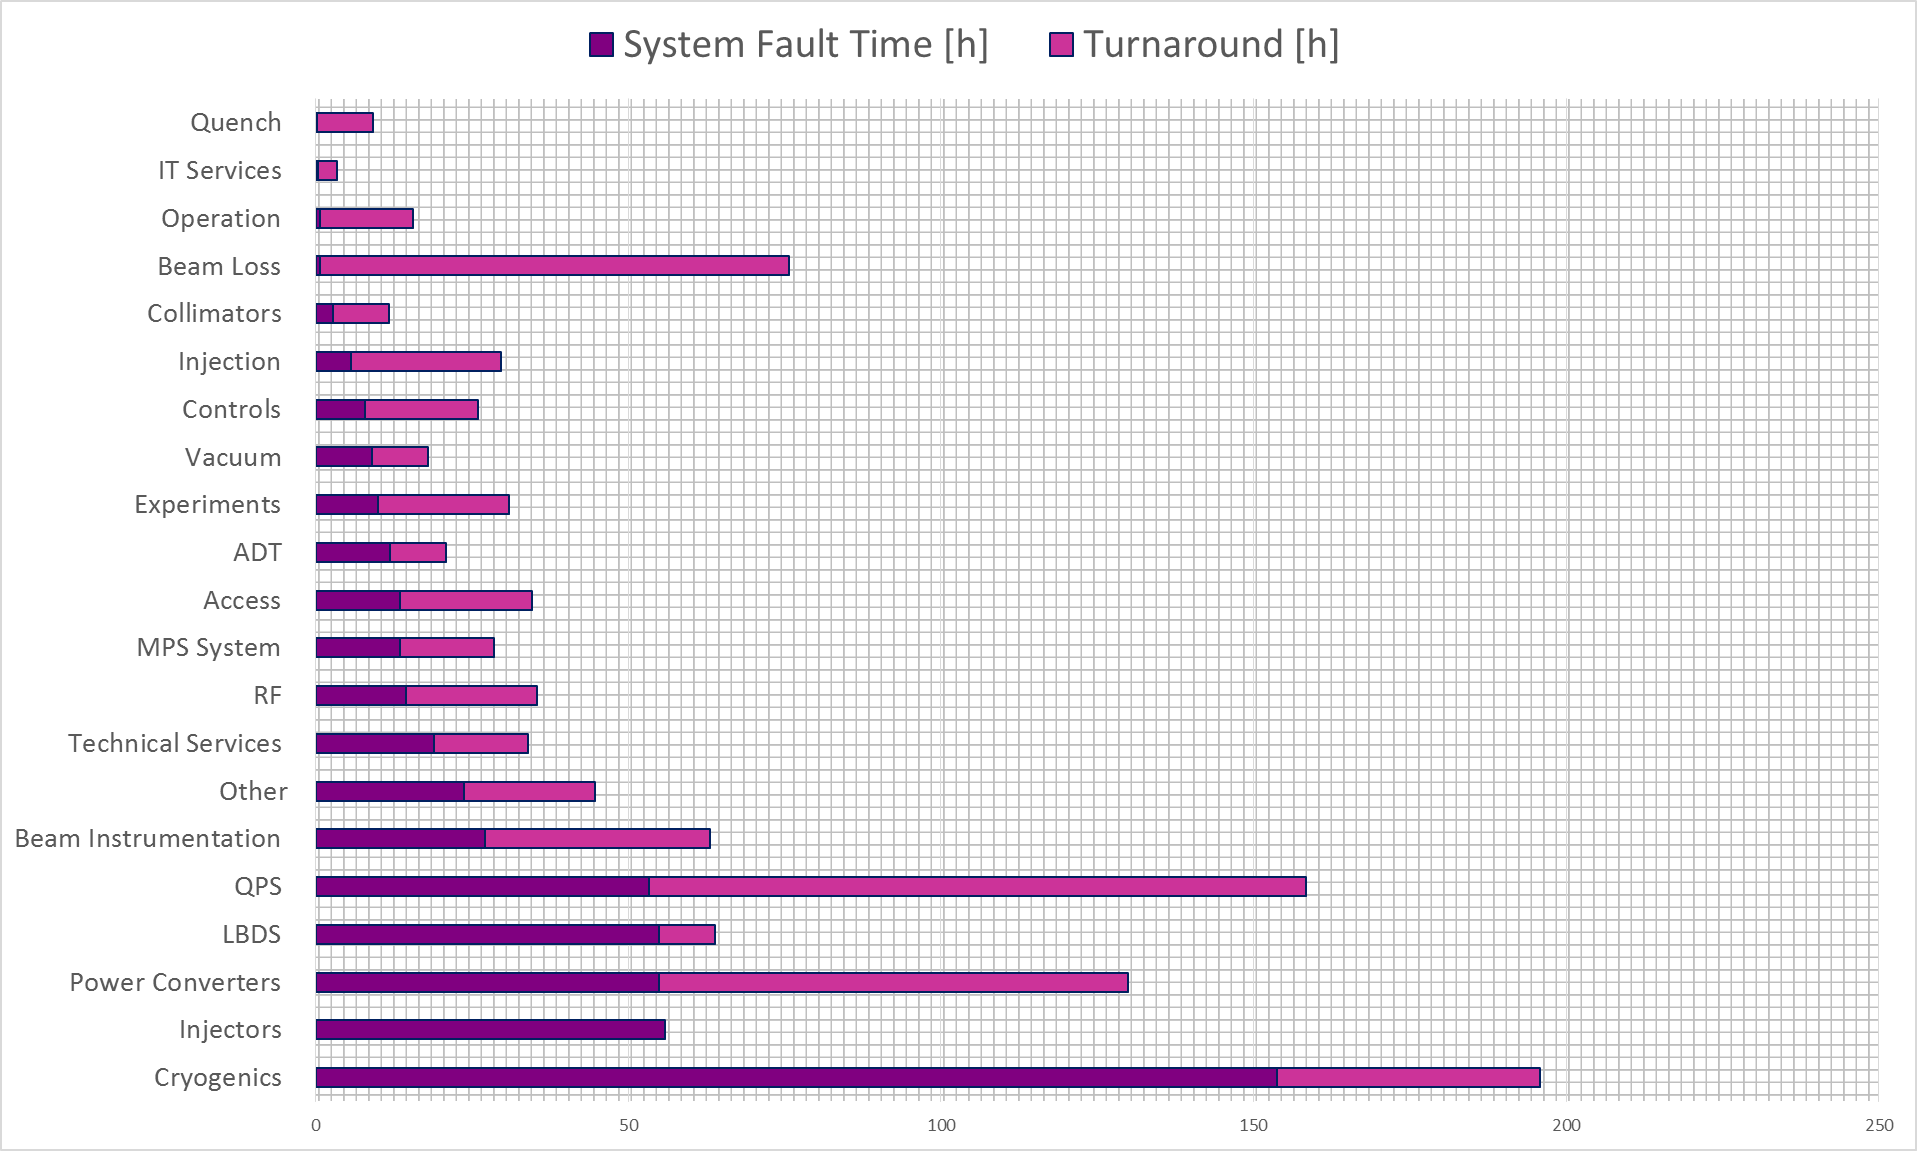 System Fault Time [h] Turnaround [h]
Quench
IT Services
Operation
Beam Loss
Collimators
Injection
Controls
Vacuum
Experiments
ADT
Access
MPS System
RF
Technical Services
Other
Beam Instrumentation
QPS
LBDS
Power Converters
Injectors
Cryogenics
0 50 100 150 200 250